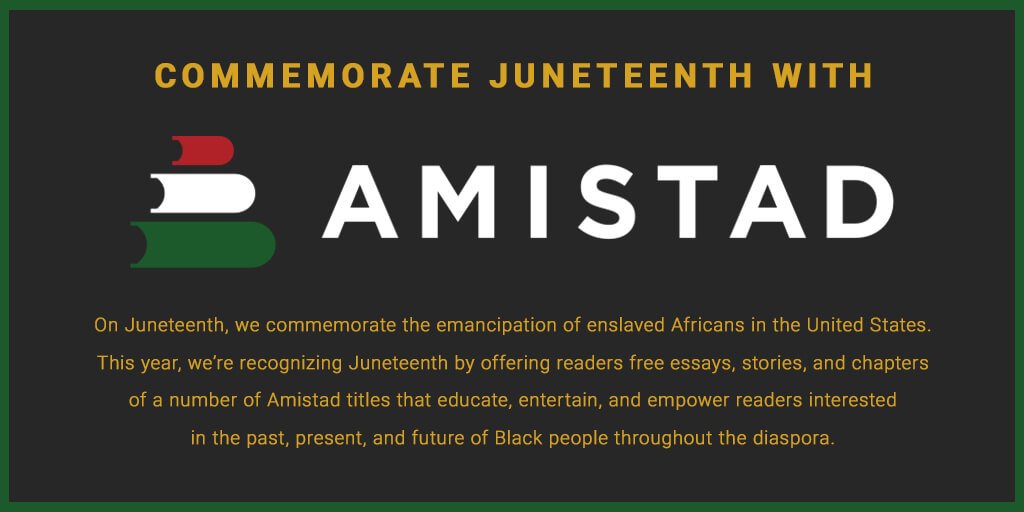 COMMEMORATE JUNETEENTH WITH
AMISTAD
On Juneteenth, we commemorate the emancipation of enslaved Africans in the United States.
This year, we’re recognizing Juneteenth by offering readers free essays, stories, and chapters
of a number of Amistad titles that educate, entertain, and empower readers interested
in the past, present, and future of Black people throughout the diaspora.